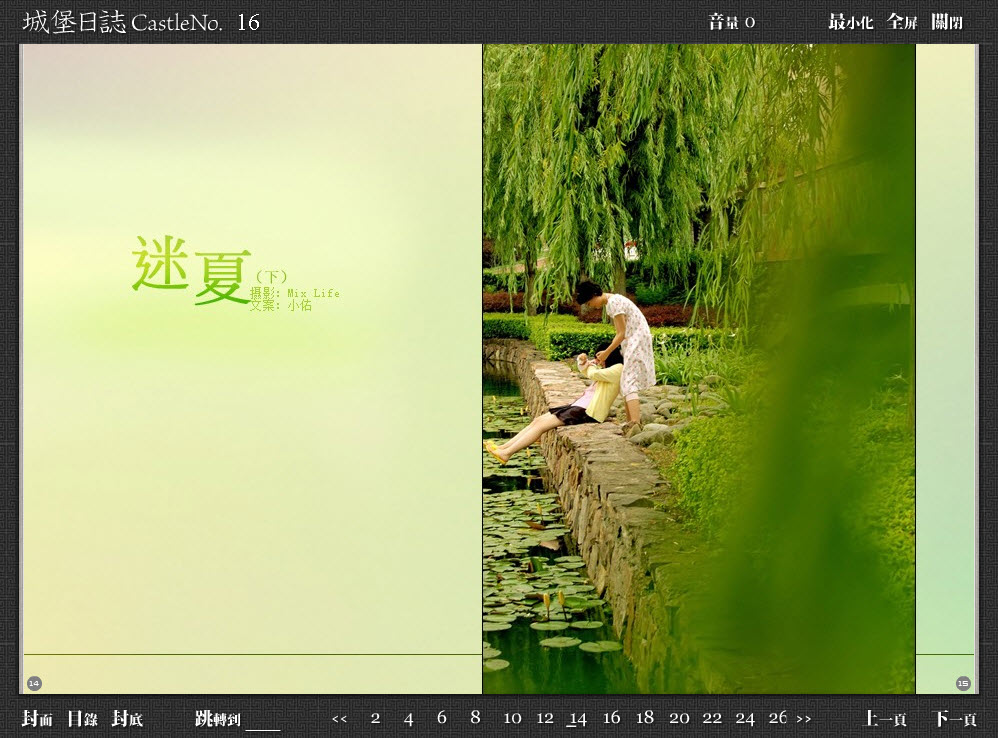 城堡日誌 CastleNo. 16
音量 0 最小化 全屏 關閉
迷夏(下)
攝影: Mix Life
文案: 小佑
14
15
封面 目錄 封底 跳轉到 << 2 4 6 8 10 12 14 16 18 20 22 24 26 >> 上一頁 下一頁